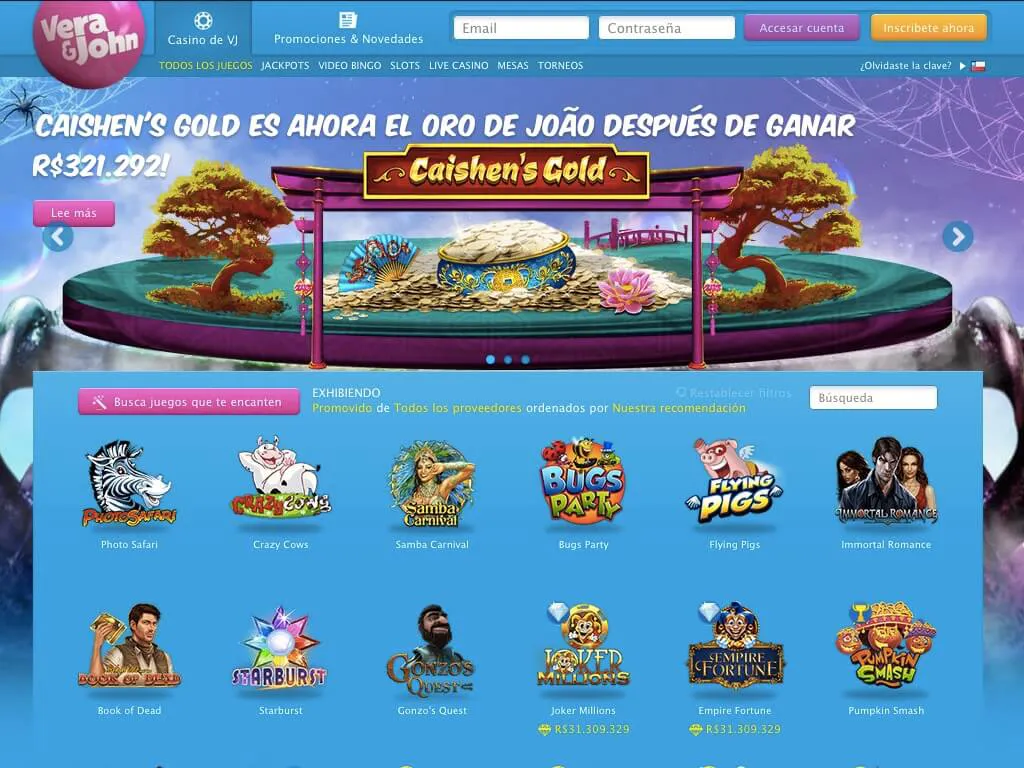 Vera
&John
Casino de VJ
Promociones & Novedades
Email
Contraseña
Accesar cuenta
Inscribete ahora
TODOS LOS JUEGOS JACKPOTS VIDEO BINGO SLOTS LIVE CASINO MESAS TORNEOS
¿Olvidaste la clave?
CAISHEN'S GOLD ES AHORA EL ORO DE JOÃO DESPUÉS DE GANAR
R$321.292!
Caishen's Gold
Lee más
Busca juegos que te encanten
EXHIBIENDO
Promovido de Todos los proveedores ordenados por Nuestra recomendación
Restablecer filtros
Búsqueda
PHOTO SAFARI
CRAZY COWS
Samba
Carnival
BUGS
PARTY
FLYING
PIGS
IMMORTAL ROMANCE
Photo Safari
Crazy Cows
Samba Carnival
Bugs Party
Flying Pigs
Immortal Romance
BOOK OF DEAD
STARBURST
GONZO'S
QUEST
JOKER
MILLIONS
EMPIRE
FORTUNE
PUMPKIN
SMASH
Book of Dead
Starburst
Gonzo's Quest
Joker Millions
Empire Fortune
Pumpkin Smash
R$31.309.329
R$31.309.329